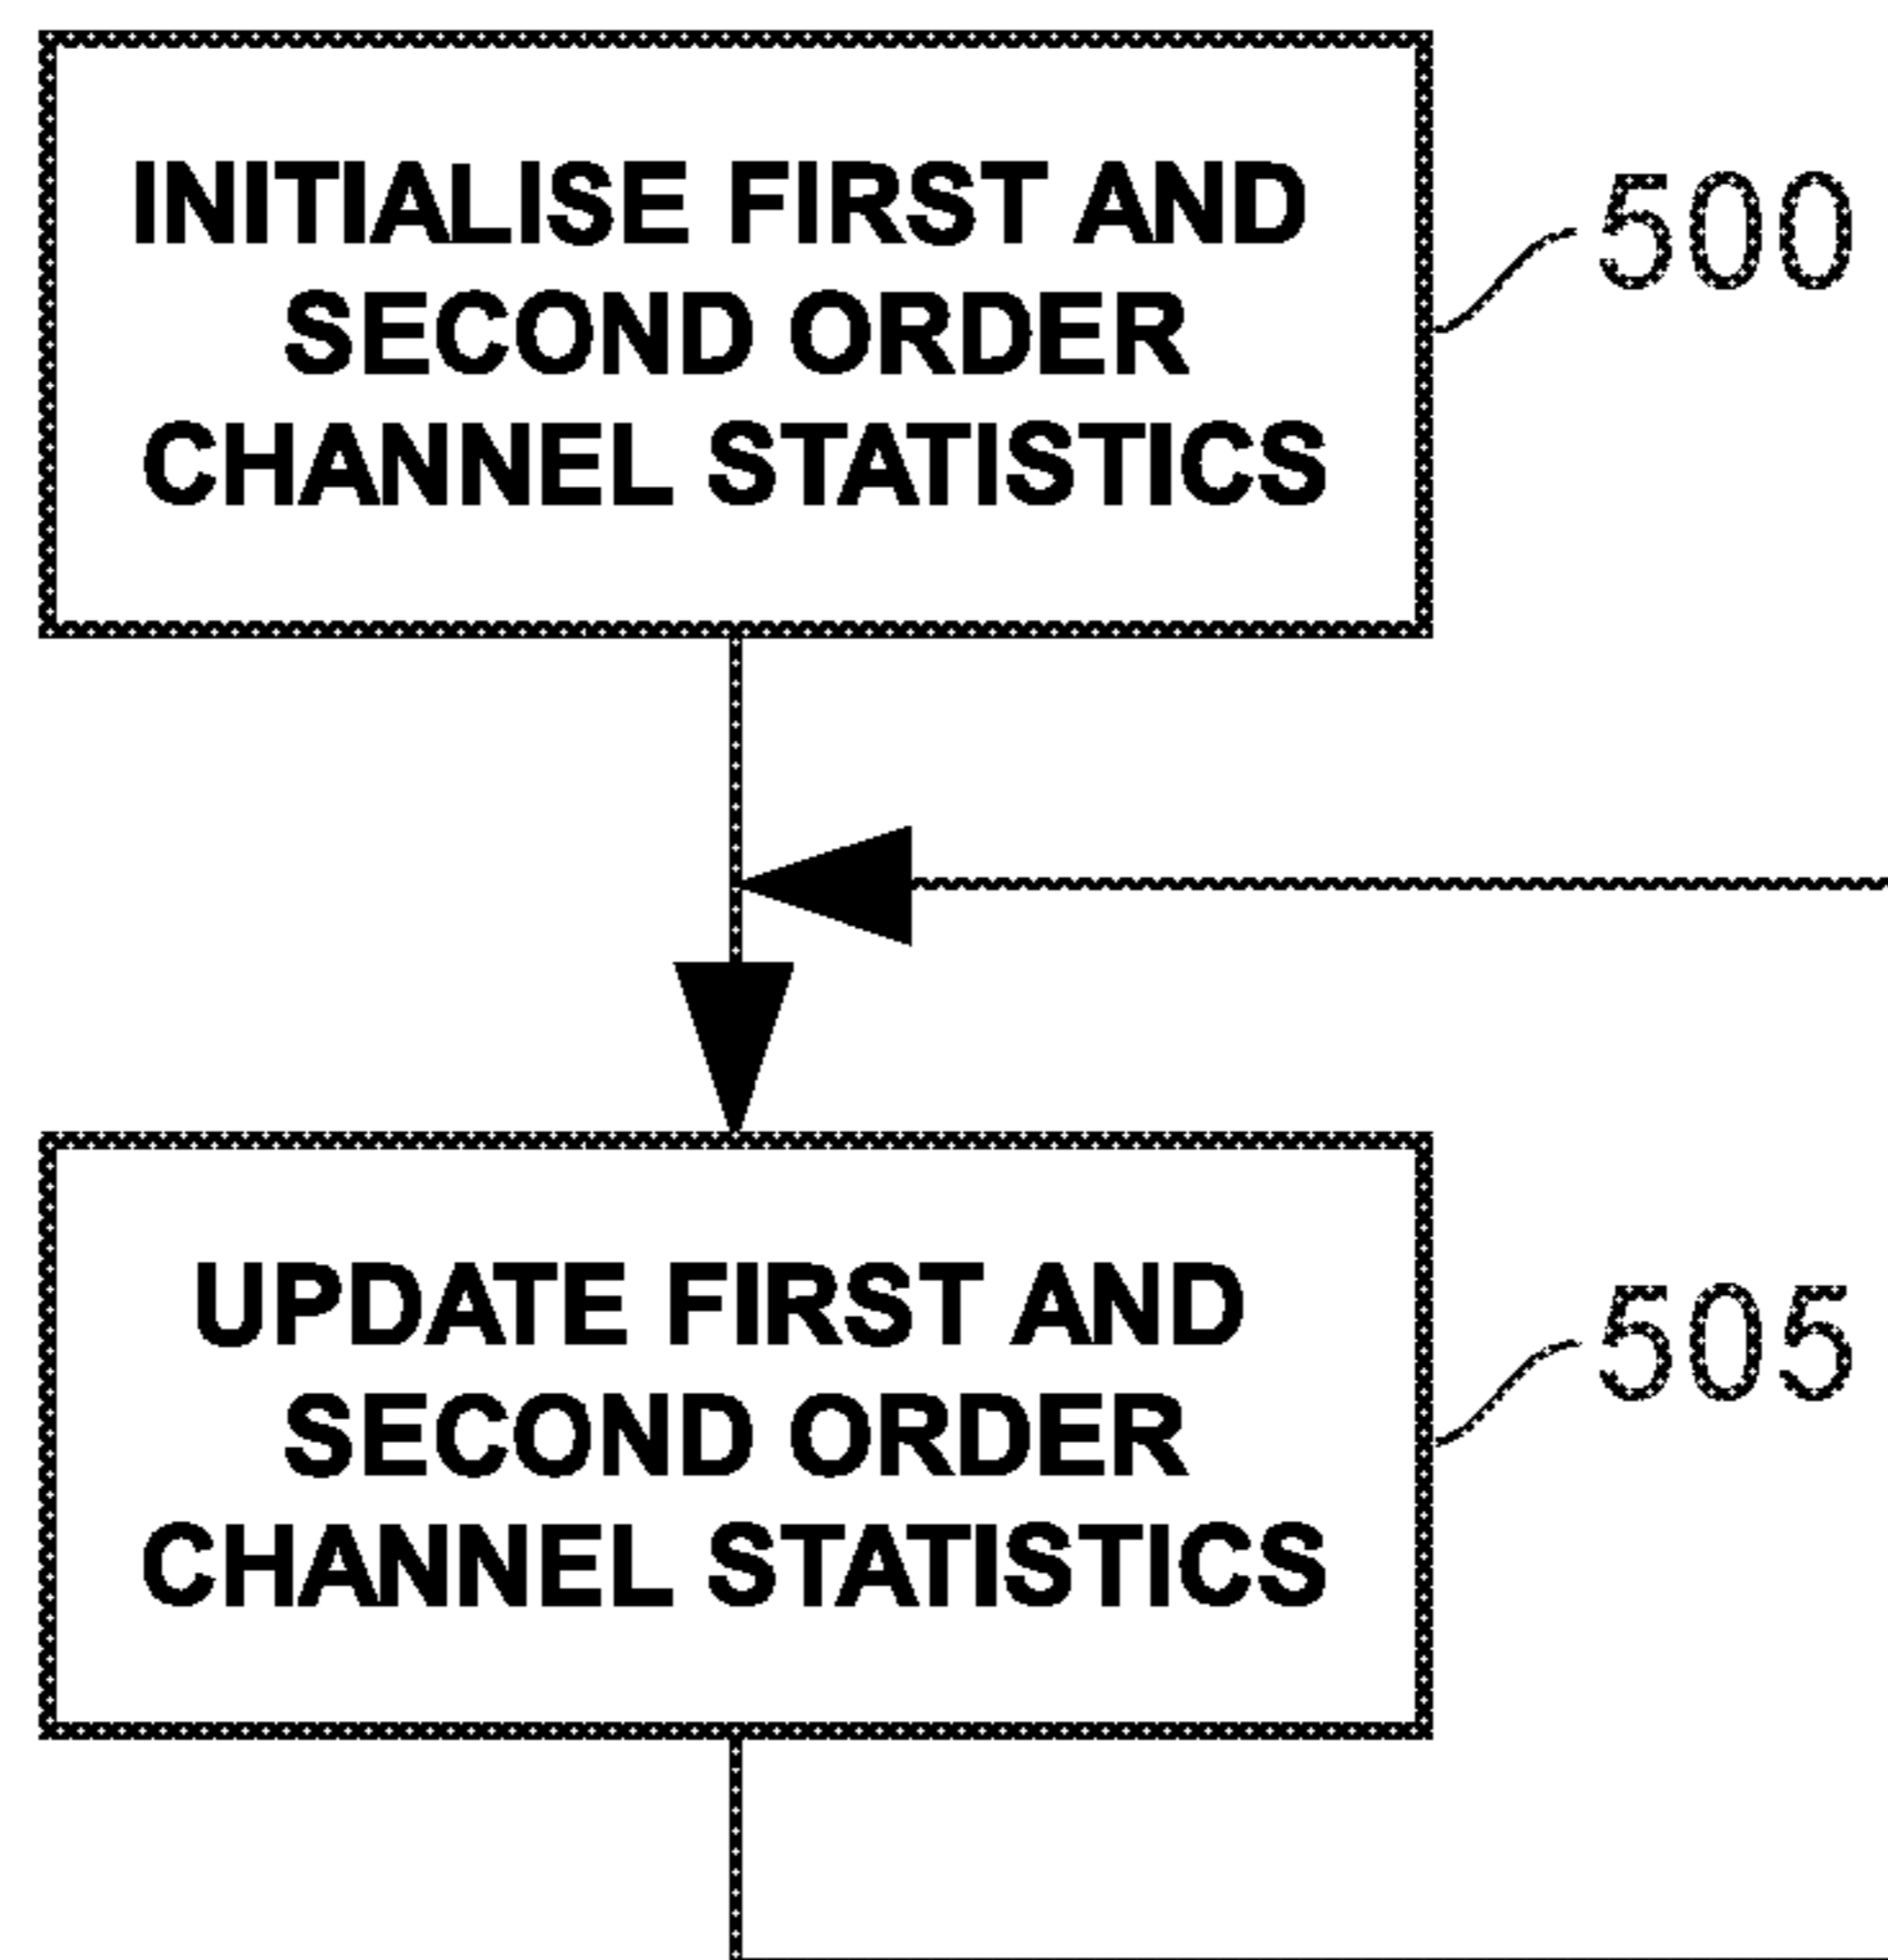 INITIALISE FIRST AND
SECOND ORDER
CHANNEL STATISTICS
500
UPDATE FIRST AND
SECOND ORDER
CHANNEL STATISTICS
505